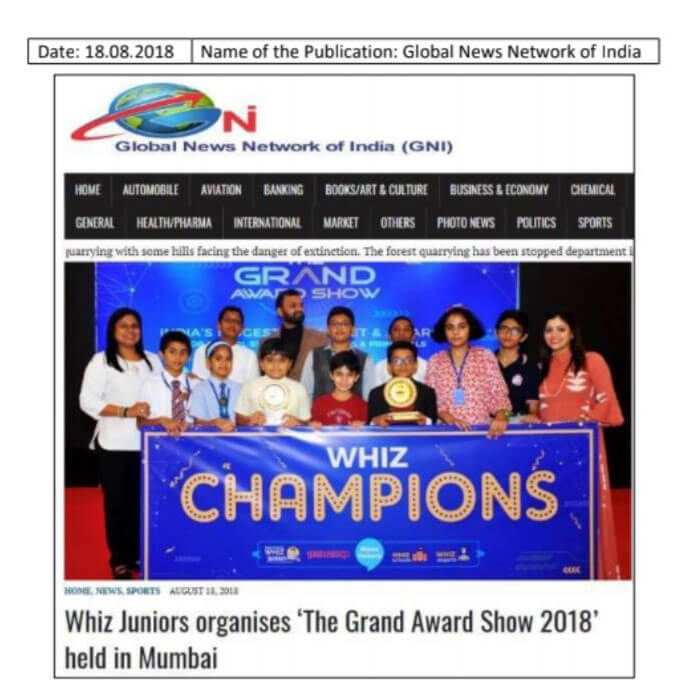 Date: 18.08.2018 Name of the Publication: Global News Network of India
GNI
Global News Network of India (GNI)
HOME AUTOMOBILE AVIATION BANKING BOOKS/ART & CULTURE BUSINESS & ECONOMY CHEMICAL
GENERAL HEALTH/PHARMA INTERNATIONAL MARKET OTHERS PHOTO NEWS POLITICS SPORTS
quarrying with some hills facing the danger of extinction. The forest quarrying has been stopped department
THE
GRAND
AWARD SHOW
WHIZ
CHAMPIONS
HOME, NEWS, SPORTS AUGUST 18, 2018
Whiz Juniors organises ‘The Grand Award Show 2018’
held in Mumbai